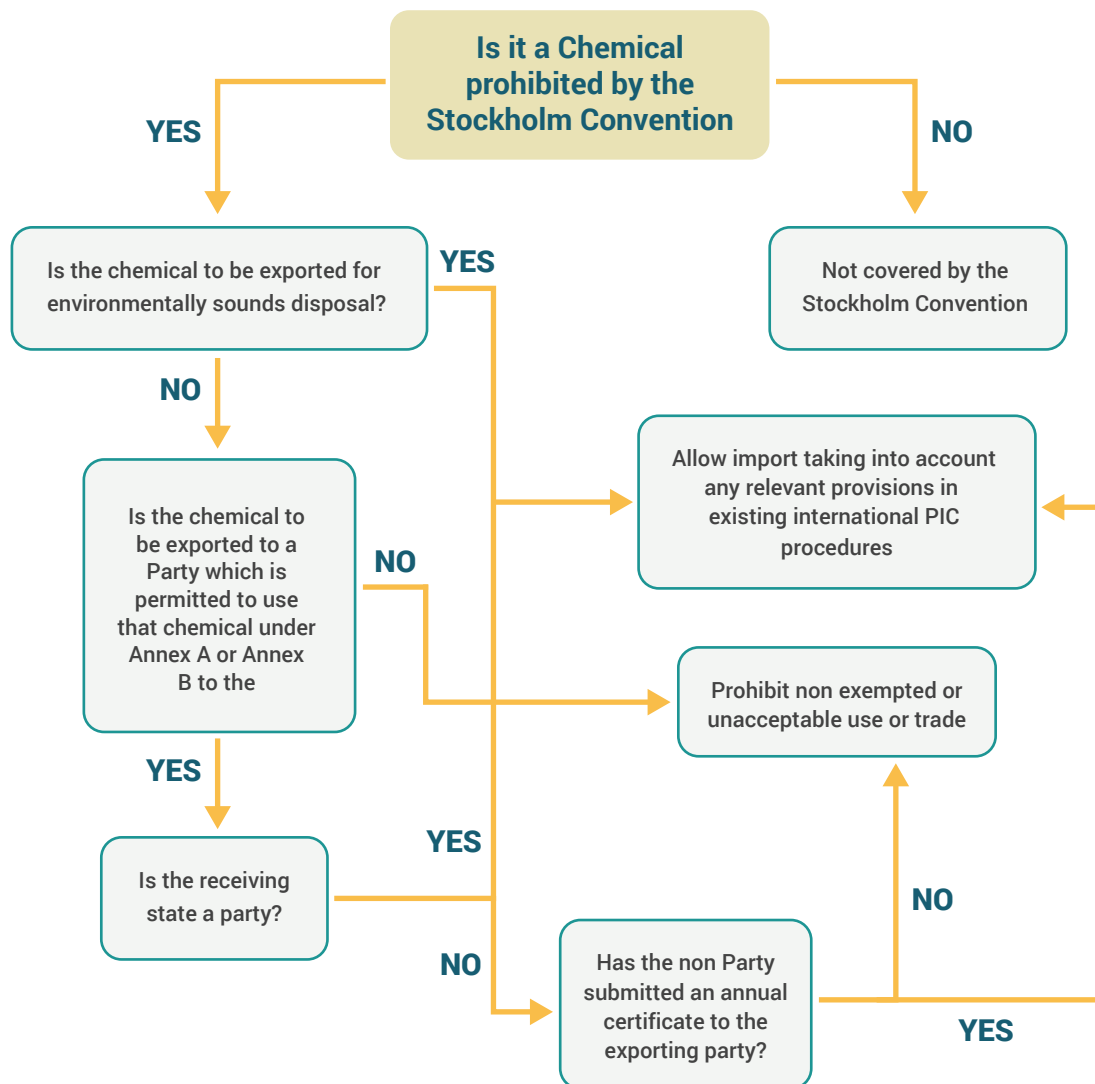 Is it a Chemical
prohibited by the
Stockholm Convention
YES
NO
Is the chemical to be exported for
environmentally sounds disposal?
YES
Not covered by the
Stockholm Convention
NO
Allow import taking into account
any relevant provisions in
existing international PIC
procedures
Is the chemical to
be exported to a
Party which is
permitted to use
that chemical under
Annex A or Annex
B to the
NO
Prohibit non exempted or
unacceptable use or trade
YES
Is the receiving
state a party?
YES
NO
Has the non Party
submitted an annual
certificate to the
exporting party?
NO
YES